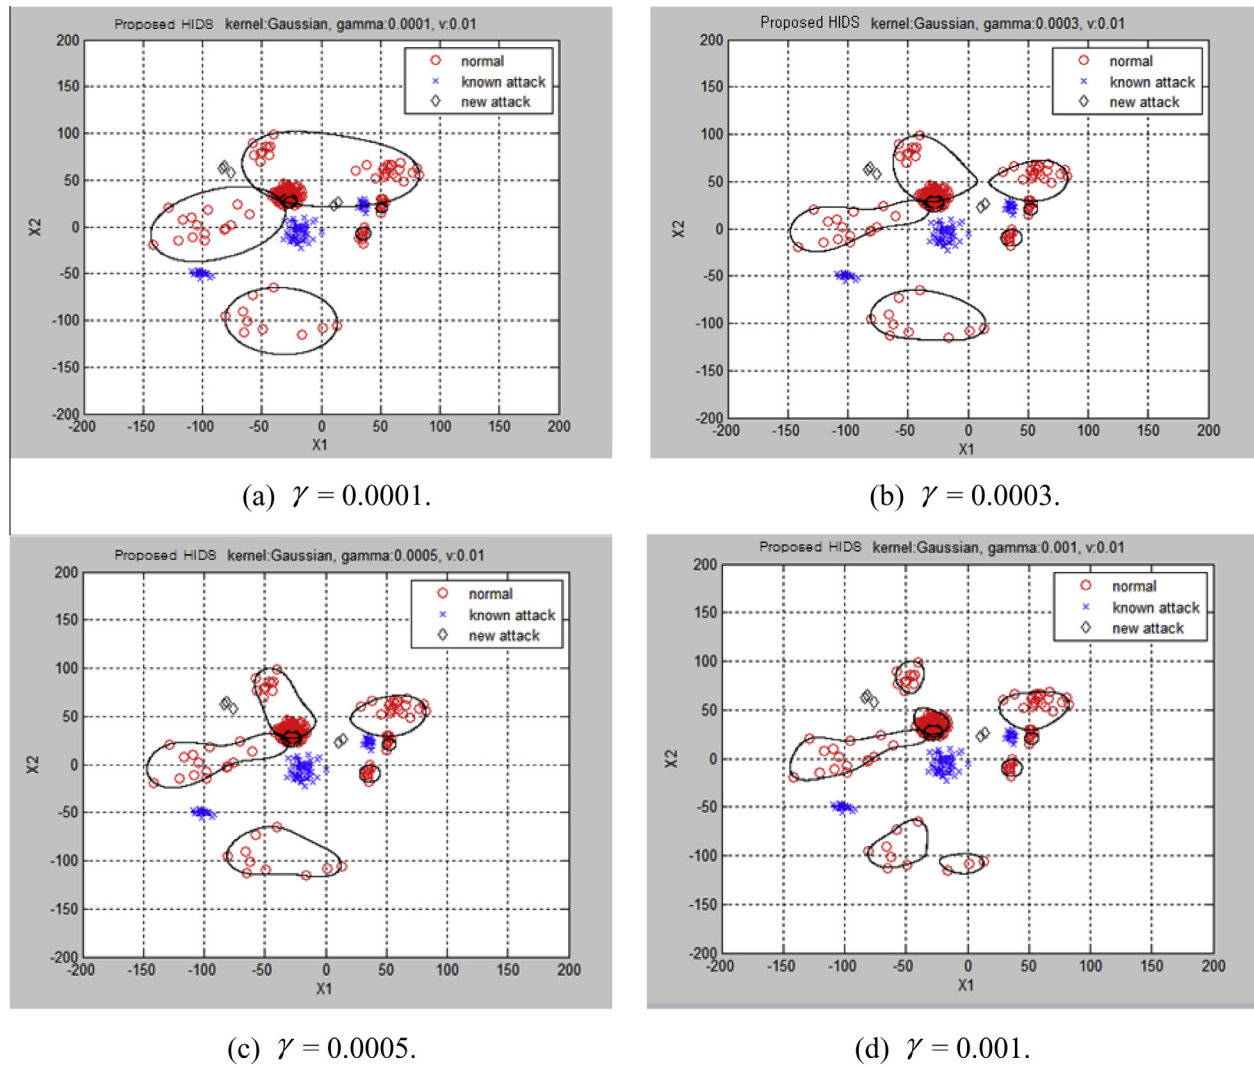 Proposed HIDS kernel:Gaussian, gamma:0.0001, v:0.01
200
150
100
50
0
-50
-100
-150
-200
X2
-200 -150 -100 -50 0 50 100 150 200
X1
normal
known attack
new attack
(a) γ = 0.0001.
Proposed HIDS kernel:Gaussian, gamma:0.0003, v:0.01
200
150
100
50
0
-50
-100
-150
-200
X2
-200 -150 -100 -50 0 50 100 150 200
X1
normal
known attack
new attack
(b) γ = 0.0003.
Proposed HIDS kernel:Gaussian, gamma:0.0005, v:0.01
200
150
100
50
0
-50
-100
-150
-200
X2
-200 -150 -100 -50 0 50 100 150 200
X1
normal
known attack
new attack
(c) γ = 0.0005.
Proposed HIDS kernel:Gaussian, gamma:0.001, v:0.01
200
150
100
50
0
-50
-100
-150
-200
X2
-200 -150 -100 -50 0 50 100 150 200
X1
normal
known attack
new attack
(d) γ = 0.001.